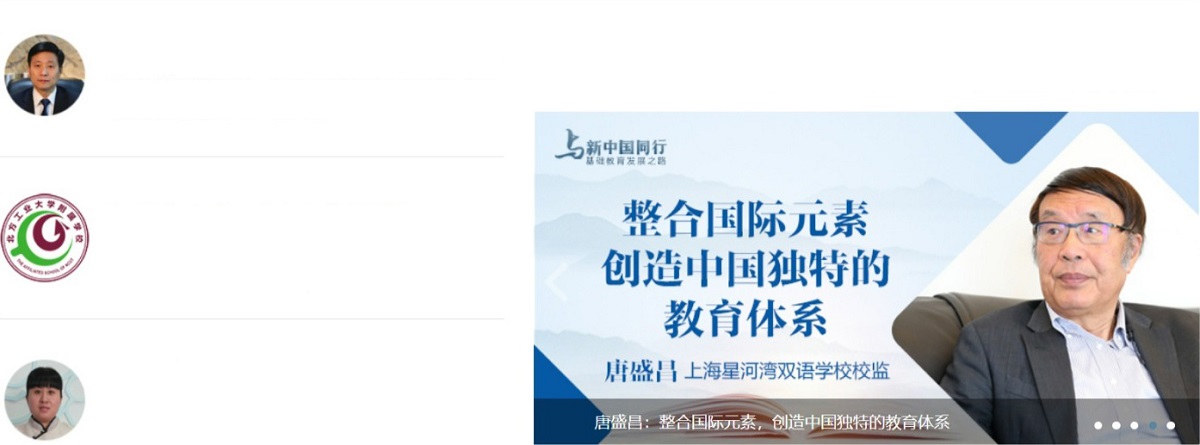 北方工业大学附属学校
THE AFFILIATED SCHOOL OF NCUT
与新中国同行
基础教育发展之路
整合国际元素
创造中国独特的
教育体系
唐盛昌 上海星河湾双语学校校监
唐盛昌：整合国际元素，创造中国独特的教育体系